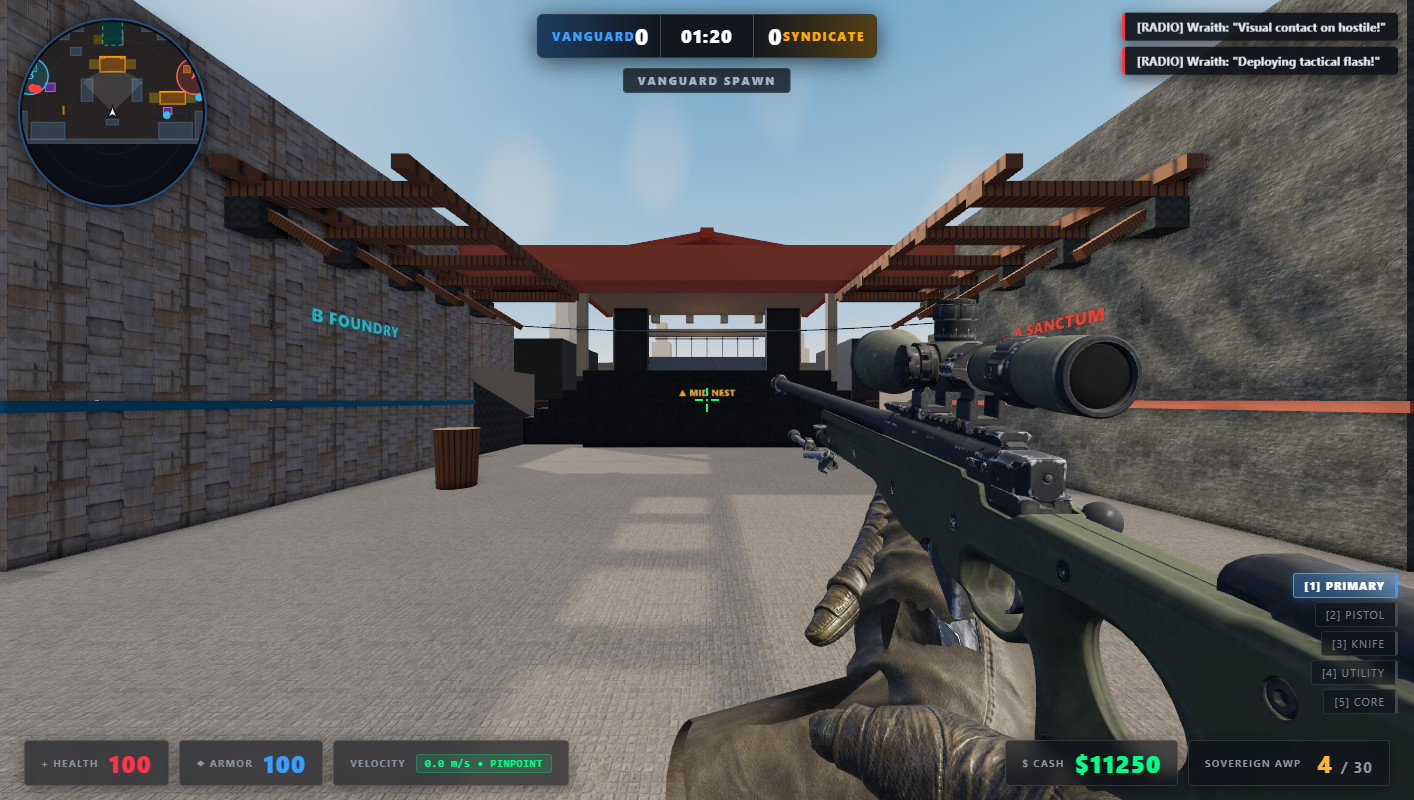 VANGUARD 0 01:20 0 SYNDICATE
VANGUARD SPAWN
[RADIO] Wraith: "Visual contact on hostile!"
[RADIO] Wraith: "Deploying tactical flash!"
B FOUNDRY
A SANCTUM
▲ MID NEST
[1] PRIMARY
[2] PISTOL
[3] KNIFE
[4] UTILITY
[5] CORE
+ HEALTH 100
◆ ARMOR 100
VELOCITY 0.0 m/s • PINPOINT
$ CASH $11250
SOVEREIGN AWP 4 / 30